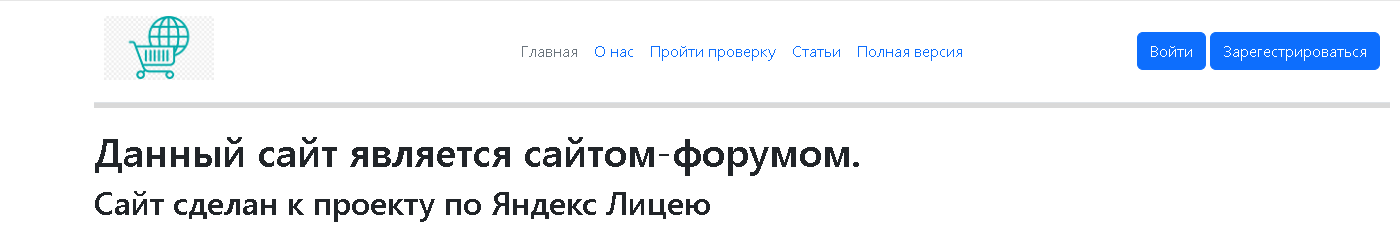 Главная О нас Пройти проверку Статьи Полная версия Войти Зарегестрироваться
Данный сайт является сайтом-форумом.
Сайт сделан к проекту по Яндекс Лицею